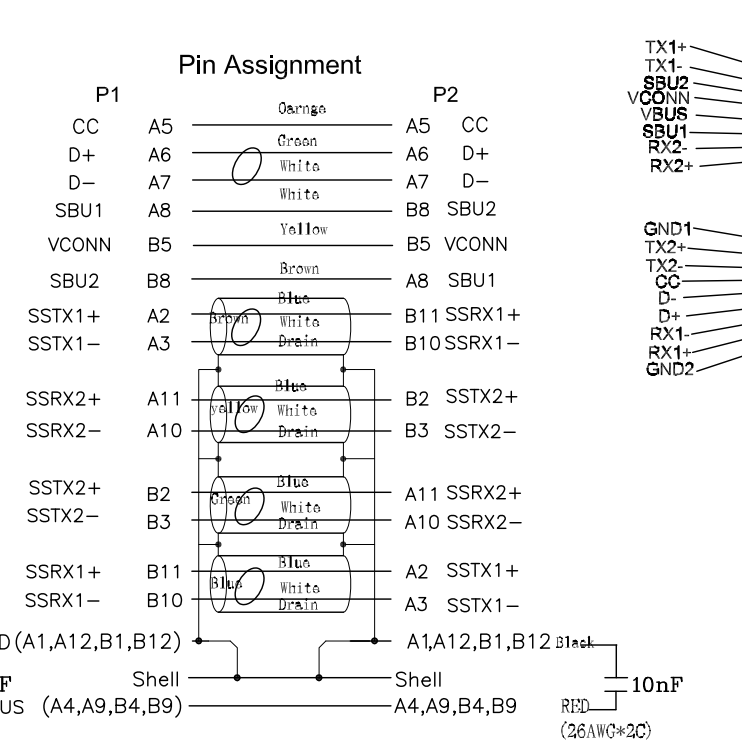 Pin Assignment
P1 P2
Oarnge
CC A5 A5 CC
Green
D+ A6 A6 D+
White
D− A7 A7 D−
White
SBU1 A8 B8 SBU2
Yellow
VCONN B5 B5 VCONN
Brown
SBU2 B8 A8 SBU1
Blue
SSTX1+ A2 Brown White B11 SSRX1+
SSTX1− A3 Drain B10 SSRX1−
Blue
SSRX2+ A11 yellow White B2 SSTX2+
SSRX2− A10 Drain B3 SSTX2−
Blue
SSTX2+ B2 Green White A11 SSRX2+
SSTX2− B3 Drain A10 SSRX2−
Blue
SSRX1+ B11 Blue White A2 SSTX1+
SSRX1− B10 Drain A3 SSTX1−
D(A1,A12,B1,B12) A1,A12,B1,B12 Black
F Shell Shell 10nF
US (A4,A9,B4,B9) A4,A9,B4,B9 RED
(26AWG*2C)
TX1+
TX1-
SBU2
VCONN
VBUS
SBU1
RX2-
RX2+
GND1
TX2+
TX2-
CC
D-
D+
RX1-
RX1+
GND2